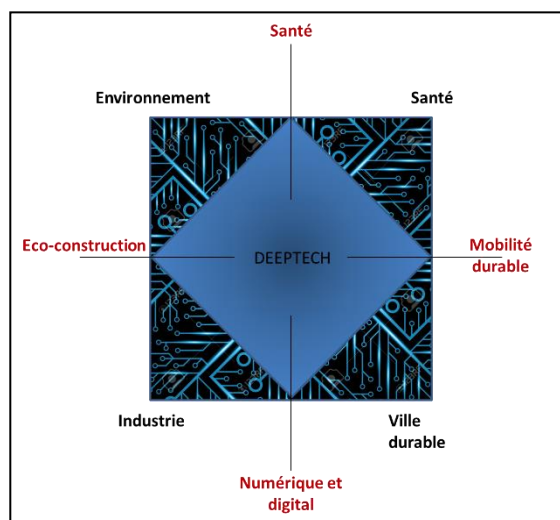 Santé
Environnement
Santé
Eco-construction
DEEPTECH
Mobilité
durable
Industrie
Ville
durable
Numérique et
digital